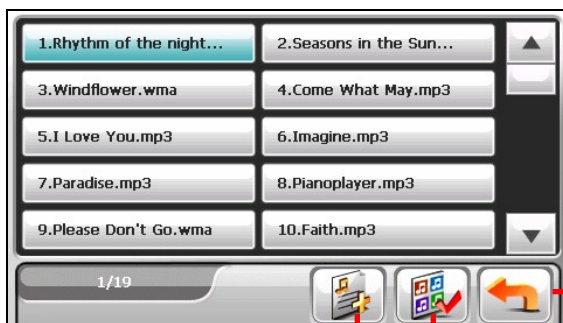 1.Rhythm of the night... 2.Seasons in the Sun...
3.Windflower.wma 4.Come What May.mp3
5.I Love You.mp3 6.Imagine.mp3
7.Paradise.mp3 8.Pianoplayer.mp3
9.Please Don't Go.wma 10.Faith.mp3
1/19